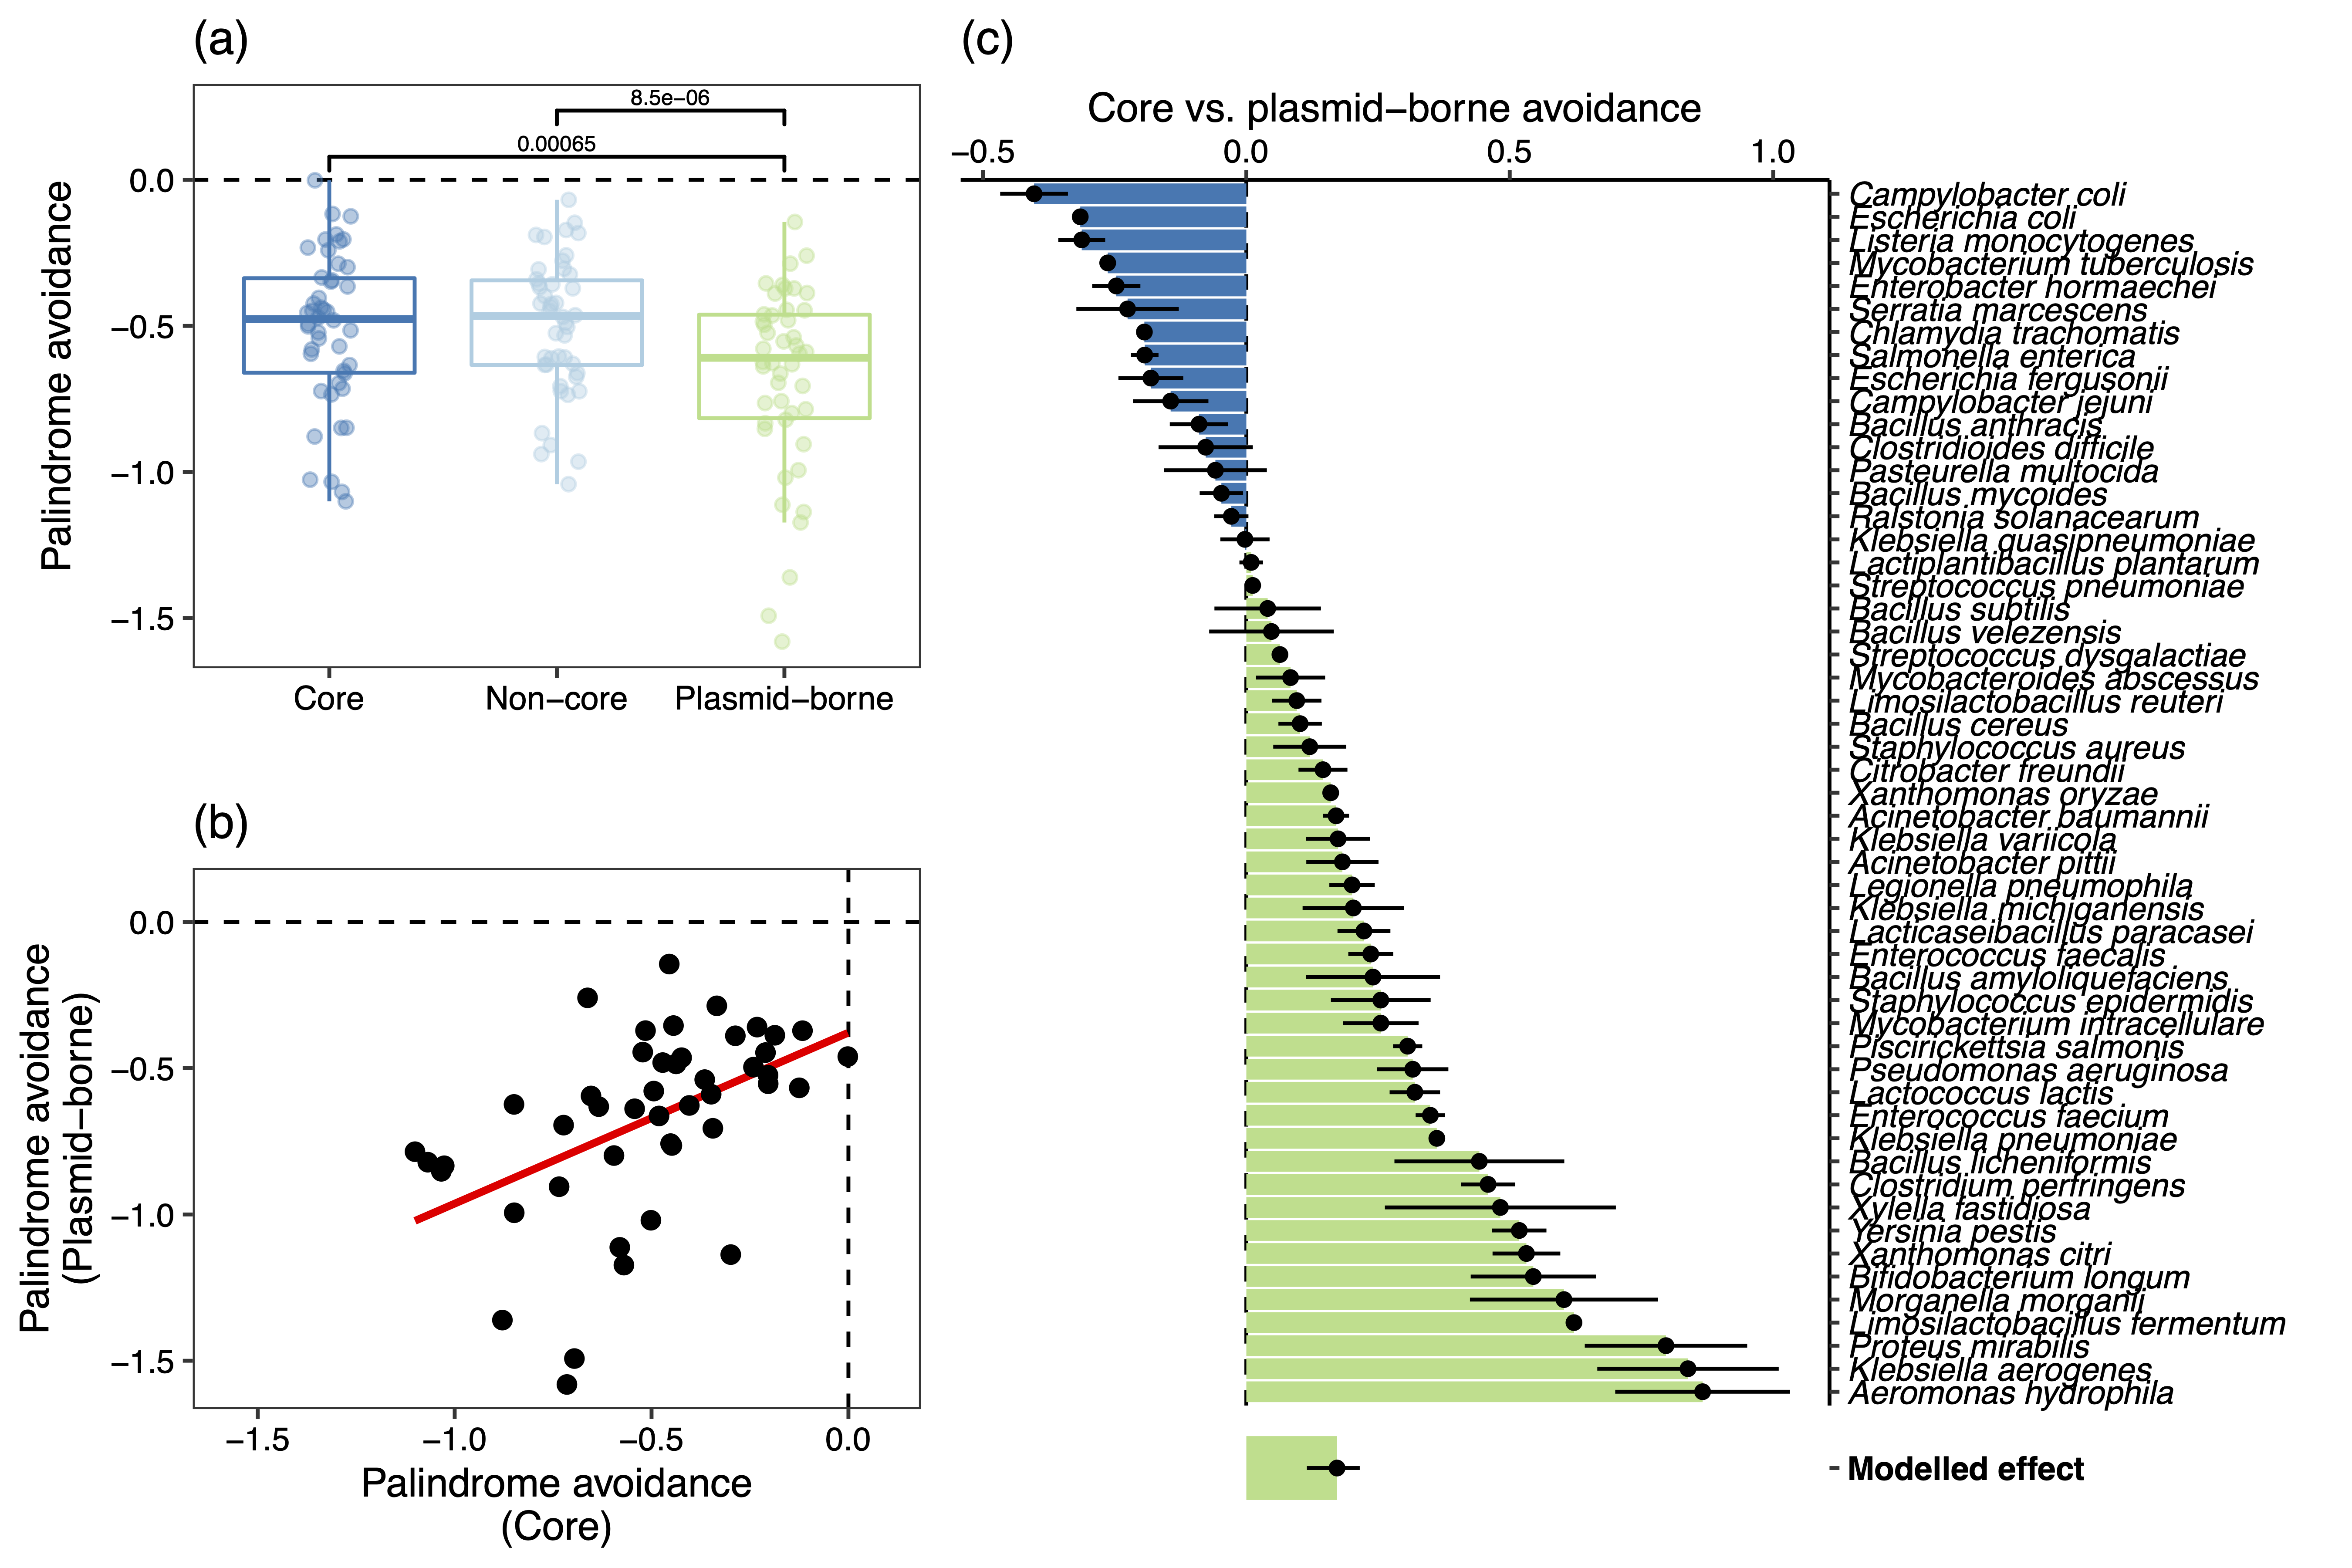 (a)
8.5e−06
0.00065
Palindrome avoidance
0.0
−0.5
−1.0
−1.5
Core
Non−core
Plasmid−borne
(b)
Palindrome avoidance
(Plasmid−borne)
0.0
−0.5
−1.0
−1.5
−1.5
−1.0
−0.5
0.0
Palindrome avoidance
(Core)
(c)
Core vs. plasmid−borne avoidance
−0.5
0.0
0.5
1.0
Campylobacter coli
Escherichia coli
Listeria monocytogenes
Mycobacterium tuberculosis
Enterobacter hormaechei
Serratia marcescens
Chlamydia trachomatis
Salmonella enterica
Escherichia fergusonii
Campylobacter jejuni
Bacillus anthracis
Clostridioides difficile
Pasteurella multocida
Bacillus mycoides
Ralstonia solanacearum
Klebsiella quasipneumoniae
Lactiplantibacillus plantarum
Streptococcus pneumoniae
Bacillus subtilis
Bacillus velezensis
Streptococcus dysgalactiae
Mycobacteroides abscessus
Limosilactobacillus reuteri
Bacillus cereus
Staphylococcus aureus
Citrobacter freundii
Xanthomonas oryzae
Acinetobacter baumannii
Klebsiella variicola
Acinetobacter pittii
Legionella pneumophila
Klebsiella michiganensis
Lacticaseibacillus paracasei
Enterococcus faecalis
Bacillus amyloliquefaciens
Staphylococcus epidermidis
Mycobacterium intracellulare
Piscirickettsia salmonis
Pseudomonas aeruginosa
Lactococcus lactis
Enterococcus faecium
Klebsiella pneumoniae
Bacillus licheniformis
Clostridium perfringens
Xylella fastidiosa
Yersinia pestis
Xanthomonas citri
Bifidobacterium longum
Morganella morganii
Limosilactobacillus fermentum
Proteus mirabilis
Klebsiella aerogenes
Aeromonas hydrophila
Modelled effect